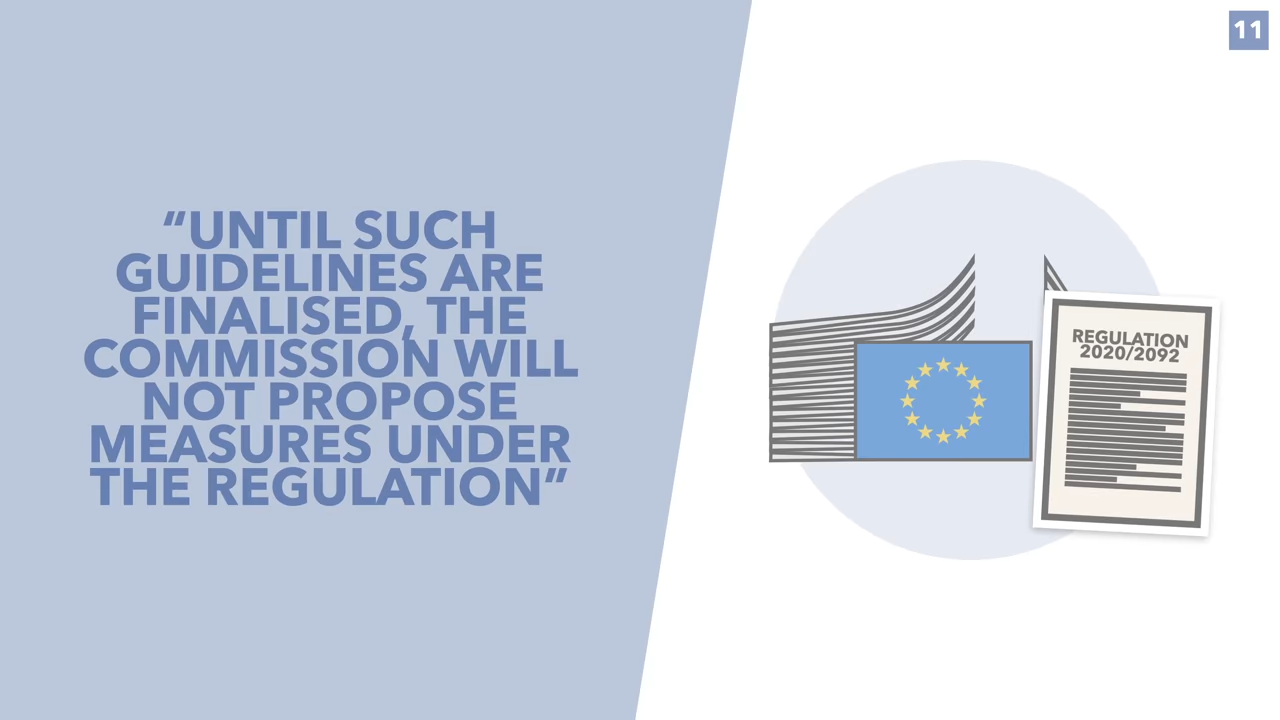 11
“UNTIL SUCH
GUIDELINES ARE
FINALISED, THE
COMMISSION WILL
NOT PROPOSE
MEASURES UNDER
THE REGULATION”
REGULATION
2020/2092